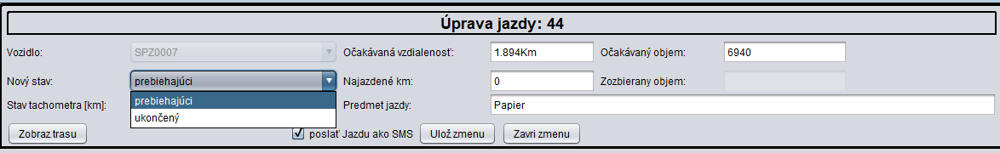 Úprava jazdy: 44
Vozidlo: SPZ0007 Očakávaná vzdialenosť: 1.894Km Očakávaný objem: 6940
Nový stav: prebiehajúci Najazdené km: 0 Zozbierany objem:
prebiehajúci
Stav tachometra [km]: Predmet jazdy: Papier
ukončený
Zobraz trasu poslať Jazdu ako SMS Ulož zmenu Zavri zmenu